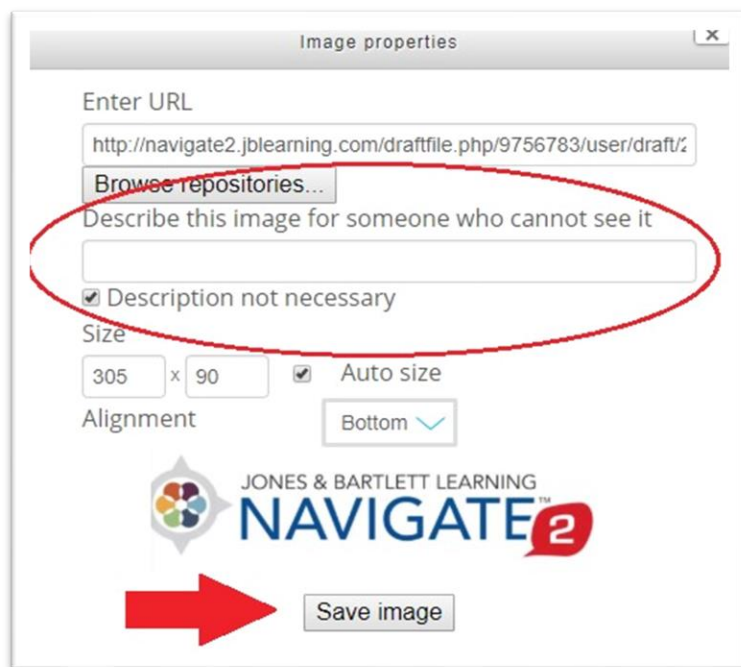 Image properties
Enter URL
http://navigate2.jblearning.com/draftfile.php/9756783/user/draft/2
Browse repositories...
Describe this image for someone who cannot see it
Description not necessary
Size
305 x 90 Auto size
Alignment Bottom
JONES & BARTLETT LEARNING
NAVIGATE™ 2
Save image